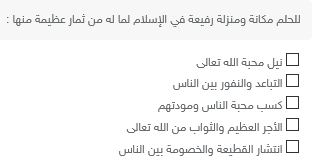 للحلم مكانة ومنزلة رفيعة في الإسلام لما له من ثمار عظيمة منها :
نيل محبة الله تعالى
التباعد والنفور بين الناس
كسب محبة الناس ومودتهم
الأجر العظيم والثواب من الله تعالى
انتشار القطيعة والخصومة بين الناس